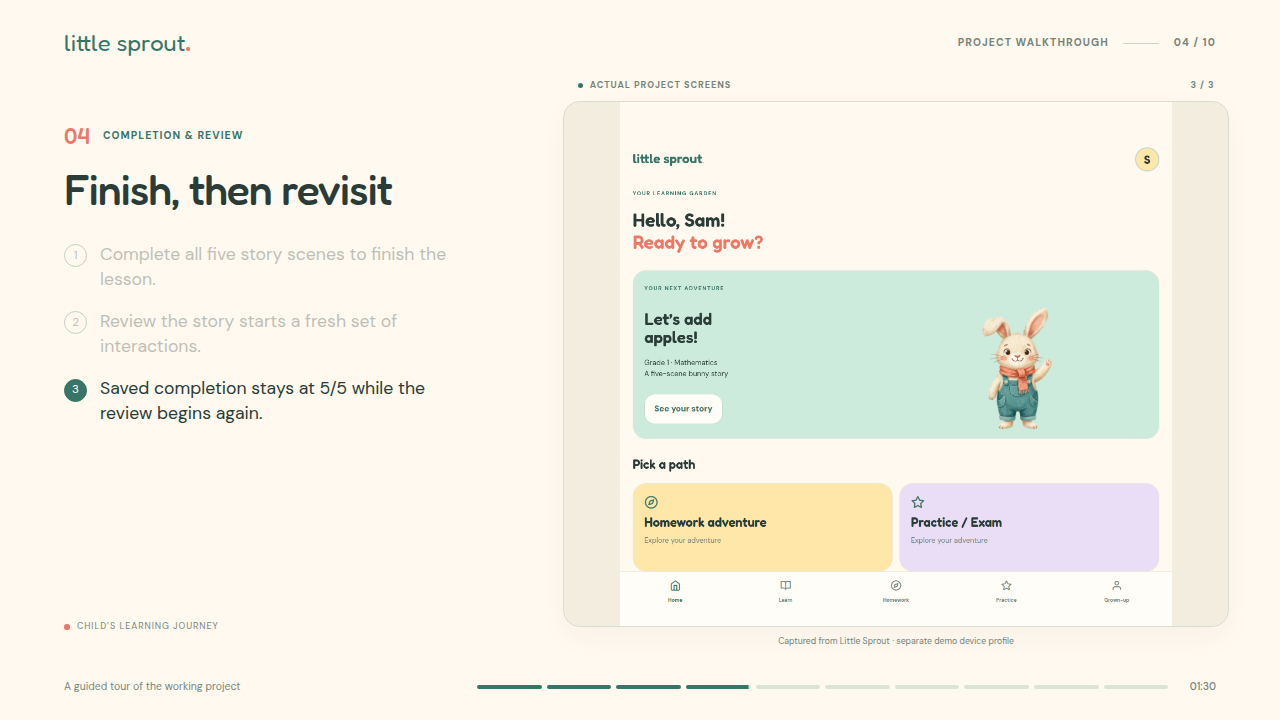 little sprout.
PROJECT WALKTHROUGH
04 / 10
ACTUAL PROJECT SCREENS
3 / 3
04
COMPLETION & REVIEW
Finish, then revisit
1
Complete all five story scenes to finish the
lesson.
2
Review the story starts a fresh set of
interactions.
3
Saved completion stays at 5/5 while the
review begins again.
CHILD'S LEARNING JOURNEY
little sprout
S
YOUR LEARNING GARDEN
Hello, Sam!
Ready to grow?
YOUR NEXT ADVENTURE
Let's add
apples!
Grade 1 · Mathematics
A five-scene bunny story
See your story
Pick a path
Homework adventure
Explore your adventure
Practice / Exam
Explore your adventure
Home
Learn
Homework
Practice
Grown-up
Captured from Little Sprout · separate demo device profile
A guided tour of the working project
01:30